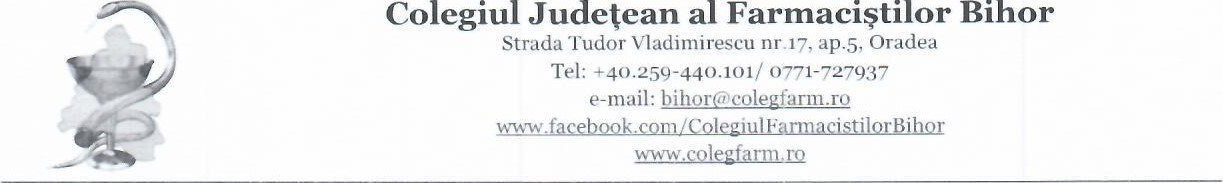 Colegiul Județean al Farmaciştilor Bihor
Strada Tudor Vladimirescu nr.17, ap.5, Oradea
Tel: +40.259-440.101/ 0771-727937
e-mail: bihor@colegfarm.ro
www.facebook.com/ColegiulFarmacistilorBihor
www.colegfarm.ro